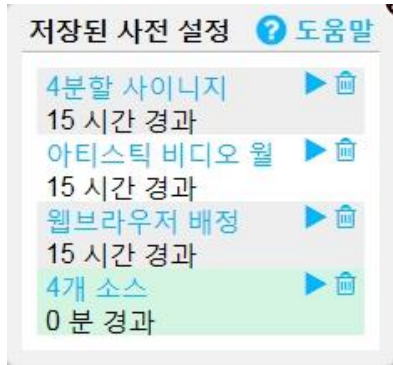 저장된 사전 설정 ? 도움말
4분할 사이니지
15 시간 경과
아티스틱 비디오 월
15 시간 경과
웹브라우저 배정
15 시간 경과
4개 소스
0 분 경과